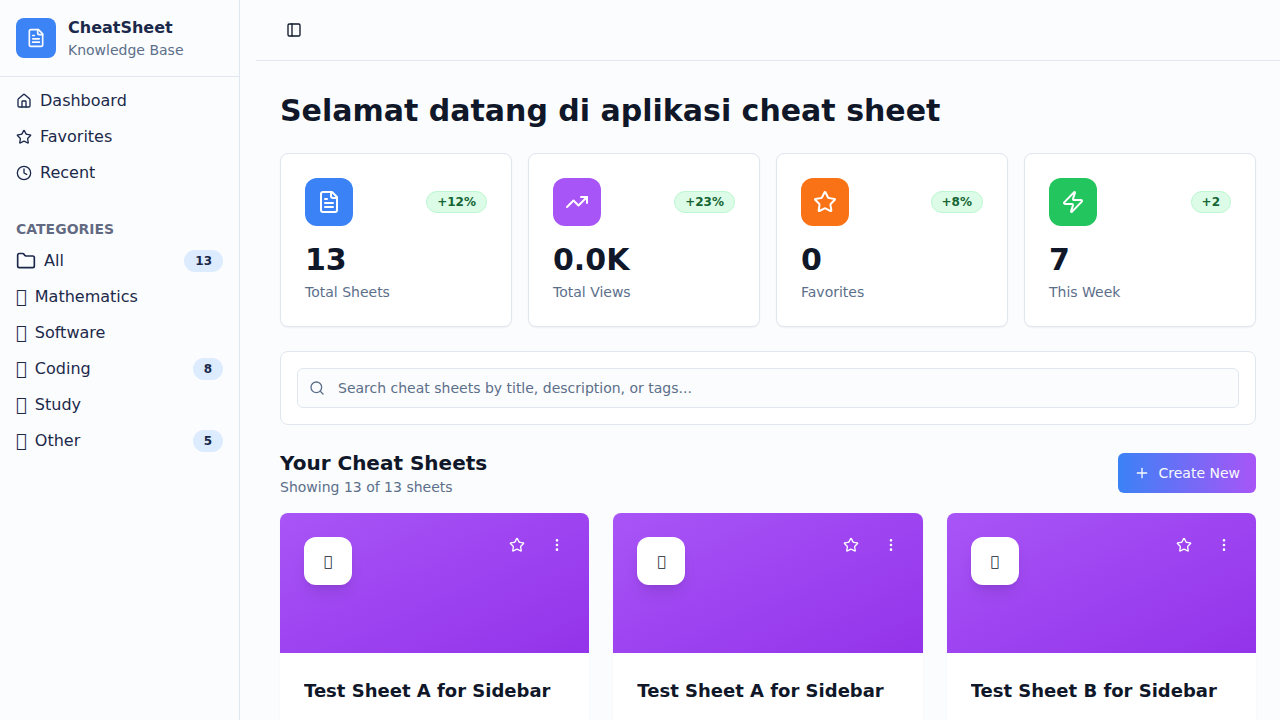 CheatSheet
Knowledge Base
Dashboard
Favorites
Recent
CATEGORIES
All 13
Mathematics
Software
Coding 8
Study
Other 5
Selamat datang di aplikasi cheat sheet
+12%
13
Total Sheets
+23%
0.0K
Total Views
+8%
0
Favorites
+2
7
This Week
Search cheat sheets by title, description, or tags...
Your Cheat Sheets
Showing 13 of 13 sheets
Create New
Test Sheet A for Sidebar
Test Sheet A for Sidebar
Test Sheet B for Sidebar